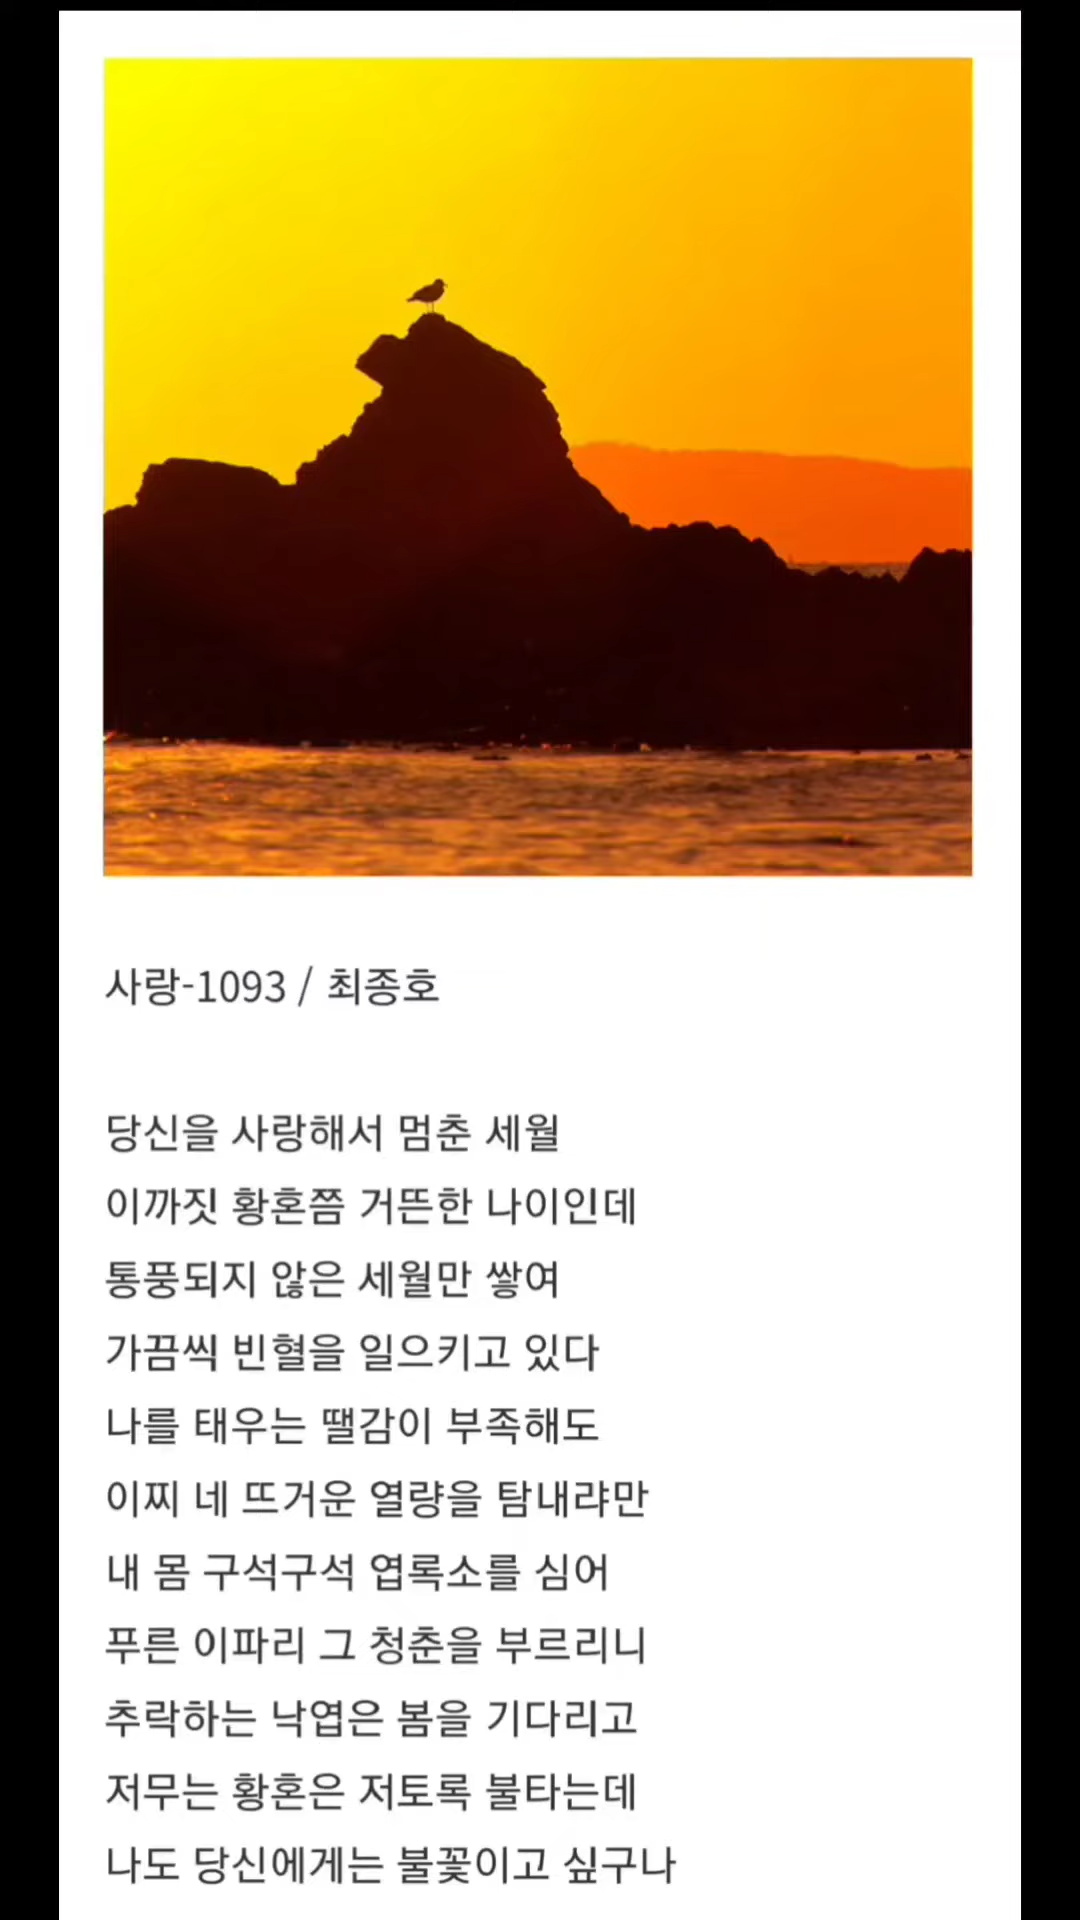 사랑-1093 / 최종호
당신을 사랑해서 멈춘 세월
이까짓 황혼쯤 거뜬한 나이인데
통풍되지 않은 세월만 쌓여
가끔씩 빈혈을 일으키고 있다
나를 태우는 땔감이 부족해도
이찌 네 뜨거운 열량을 탐내랴만
내 몸 구석구석 엽록소를 심어
푸른 이파리 그 청춘을 부르리니
추락하는 낙엽은 봄을 기다리고
저무는 황혼은 저토록 불타는데
나도 당신에게는 불꽃이고 싶구나